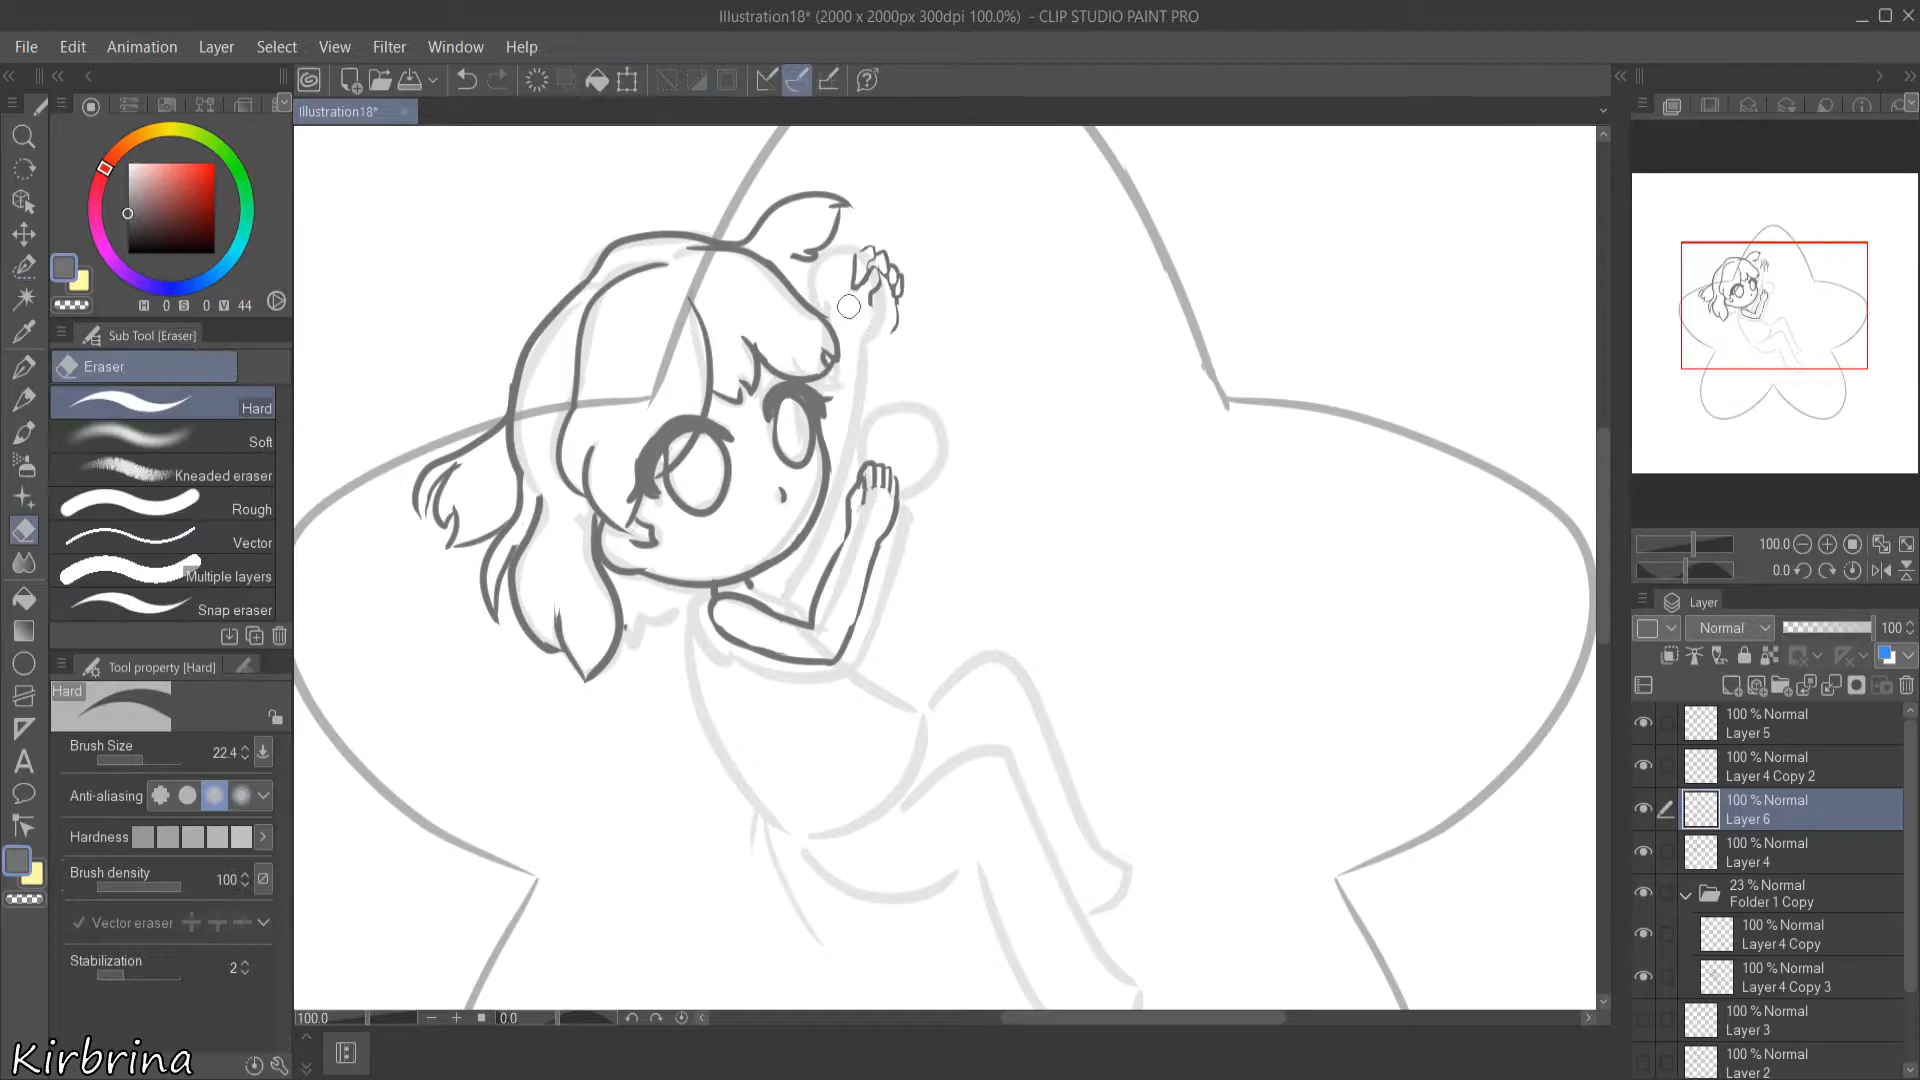 Illustration18* (2000 x 2000px 300dpi 100.0%) - CLIP STUDIO PAINT PRO
File Edit Animation Layer Select View Filter Window Help
Illustration18*
H 0 S 0 V 44
Sub Tool [Eraser]
Eraser
Hard
Soft
Kneaded eraser
Rough
Vector
Multiple layers
Snap eraser
Tool property [Hard]
Hard
Brush Size 22.4
Anti-aliasing
Hardness
Brush density 100
Vector eraser
Stabilization 2
Kirbrina
100.0 0.0
100.0
0.0
Layer
Normal 100
100 % Normal
Layer 5
100 % Normal
Layer 4 Copy 2
100 % Normal
Layer 6
100 % Normal
Layer 4
23 % Normal
Folder 1 Copy
100 % Normal
Layer 4 Copy
100 % Normal
Layer 4 Copy 3
100 % Normal
Layer 3
100 % Normal
Layer 2